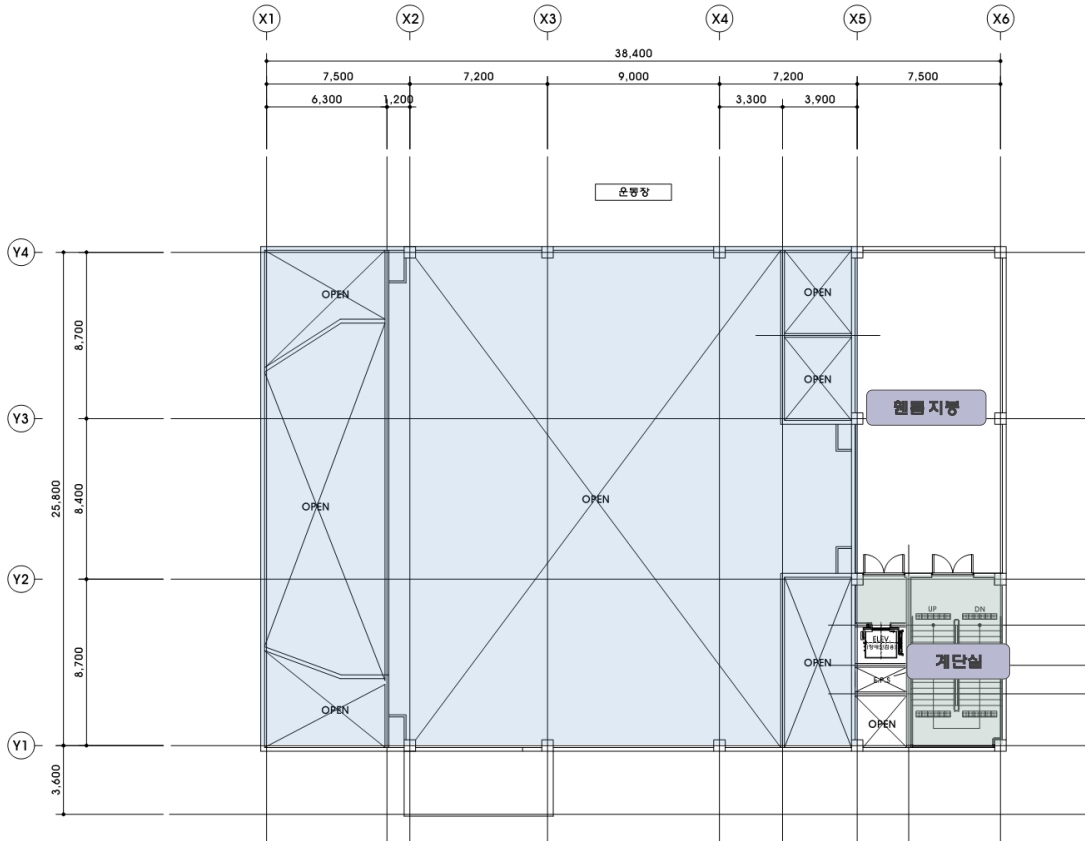 X1 X2 X3 X4 X5 X6
38,400
7,500 7,200 9,000 7,200 7,500
6,300 1,200 3,300 3,900
운동장
Y4
OPEN OPEN
8,700
OPEN
Y3
휀룸 지붕
25,800
8,400
OPEN OPEN
Y2
UP DN
ELEV.
8,700
OPEN
계단실
E.P.S
OPEN OPEN
Y1
3,600